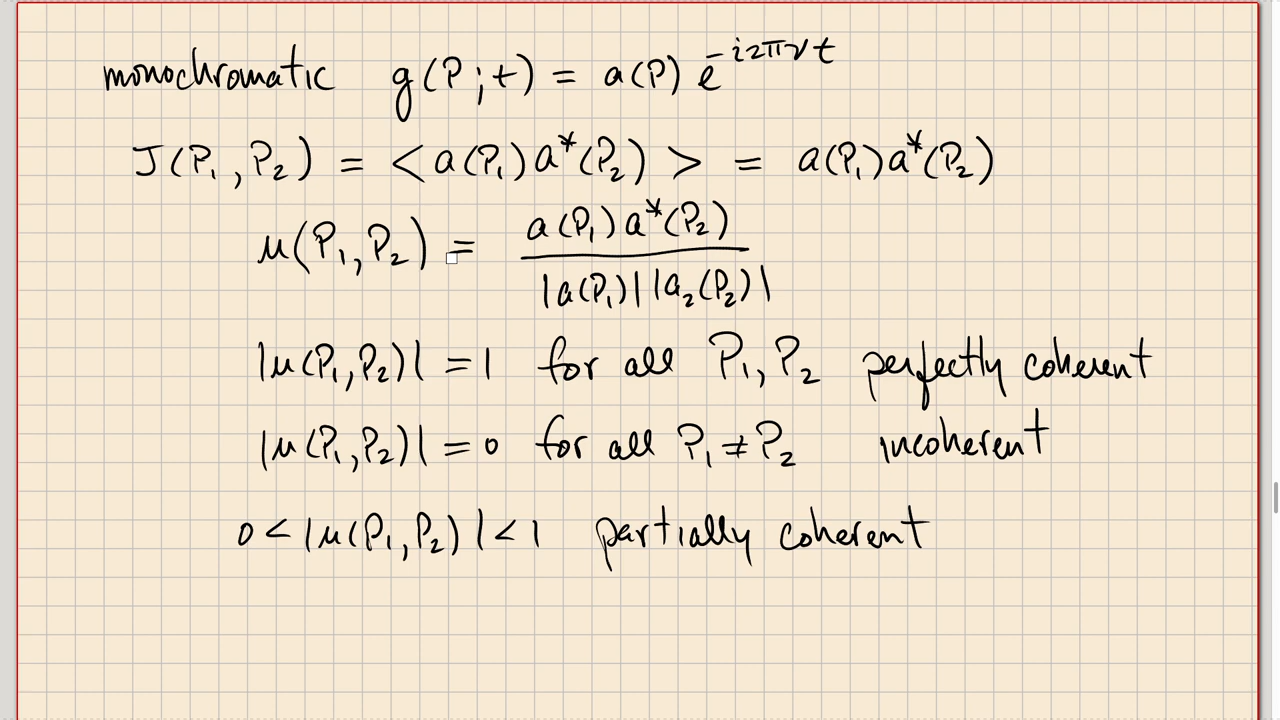 monochromatic g(P;t) = a(P) e^{-i2πνt}
J(P₁,P₂) = <a(P₁)a*(P₂)> = a(P₁)a*(P₂)
μ(P₁,P₂) = \frac{a(P₁)a*(P₂)}{|a(P₁)||a₂(P₂)|}
|μ(P₁,P₂)| = 1 for all P₁,P₂ perfectly coherent
|μ(P₁,P₂)| = 0 for all P₁≠P₂ incoherent
0 < |μ(P₁,P₂)| < 1 partially coherent